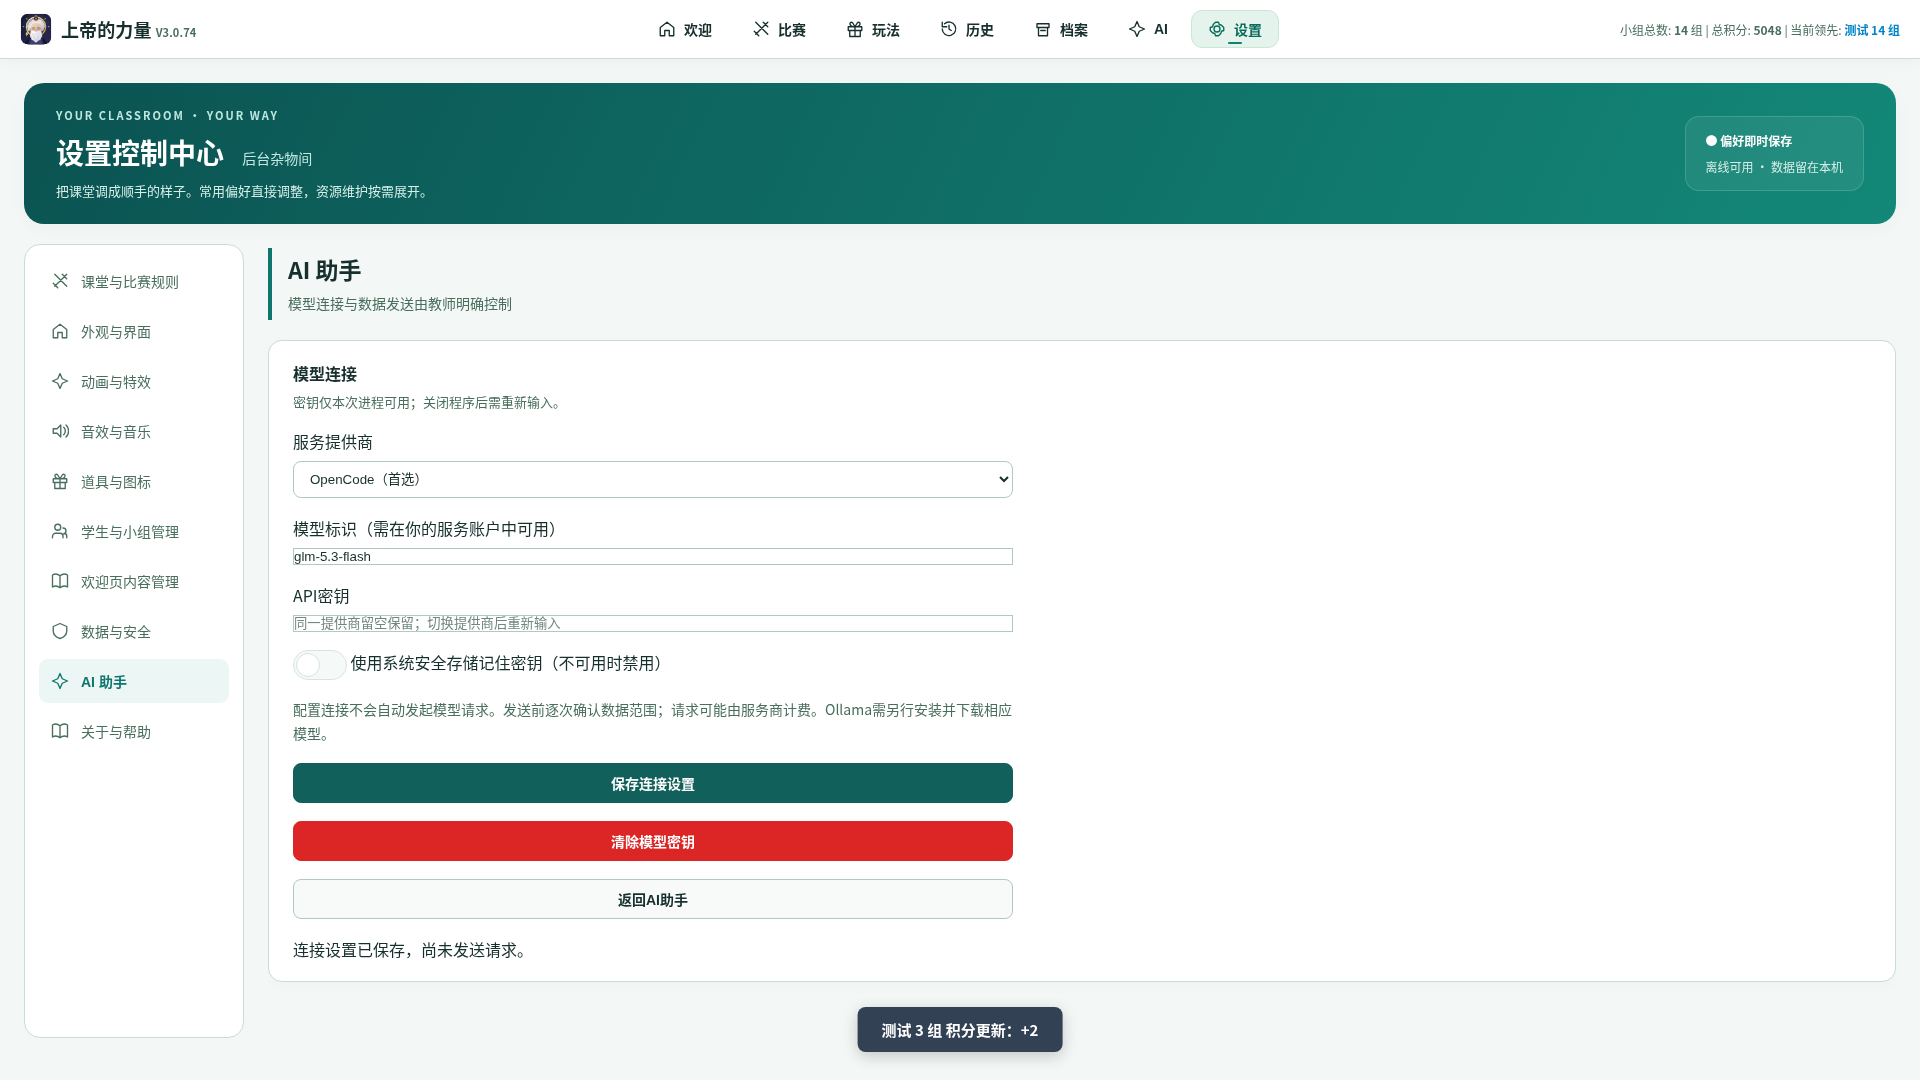 上帝的力量 V3.0.74
欢迎
比赛
玩法
历史
档案
AI
设置
小组总数: 14 组 | 总积分: 5048 | 当前领先: 测试 14 组
YOUR CLASSROOM • YOUR WAY
设置控制中心 后台杂物间
把课堂调成顺手的样子。常用偏好直接调整，资源维护按需展开。
偏好即时保存
离线可用 • 数据留在本机
课堂与比赛规则
外观与界面
动画与特效
音效与音乐
道具与图标
学生与小组管理
欢迎页内容管理
数据与安全
AI 助手
关于与帮助
AI 助手
模型连接与数据发送由教师明确控制
模型连接
密钥仅本次进程可用；关闭程序后需重新输入。
服务提供商
OpenCode（首选）
模型标识（需在你的服务账户中可用）
glm-5.3-flash
API密钥
同一提供商留空保留；切换提供商后重新输入
使用系统安全存储记住密钥（不可用时禁用）
配置连接不会自动发起模型请求。发送前逐次确认数据范围；请求可能由服务商计费。Ollama需另行安装并下载相应
模型。
保存连接设置
清除模型密钥
返回AI助手
连接设置已保存，尚未发送请求。
测试 3 组 积分更新：+2